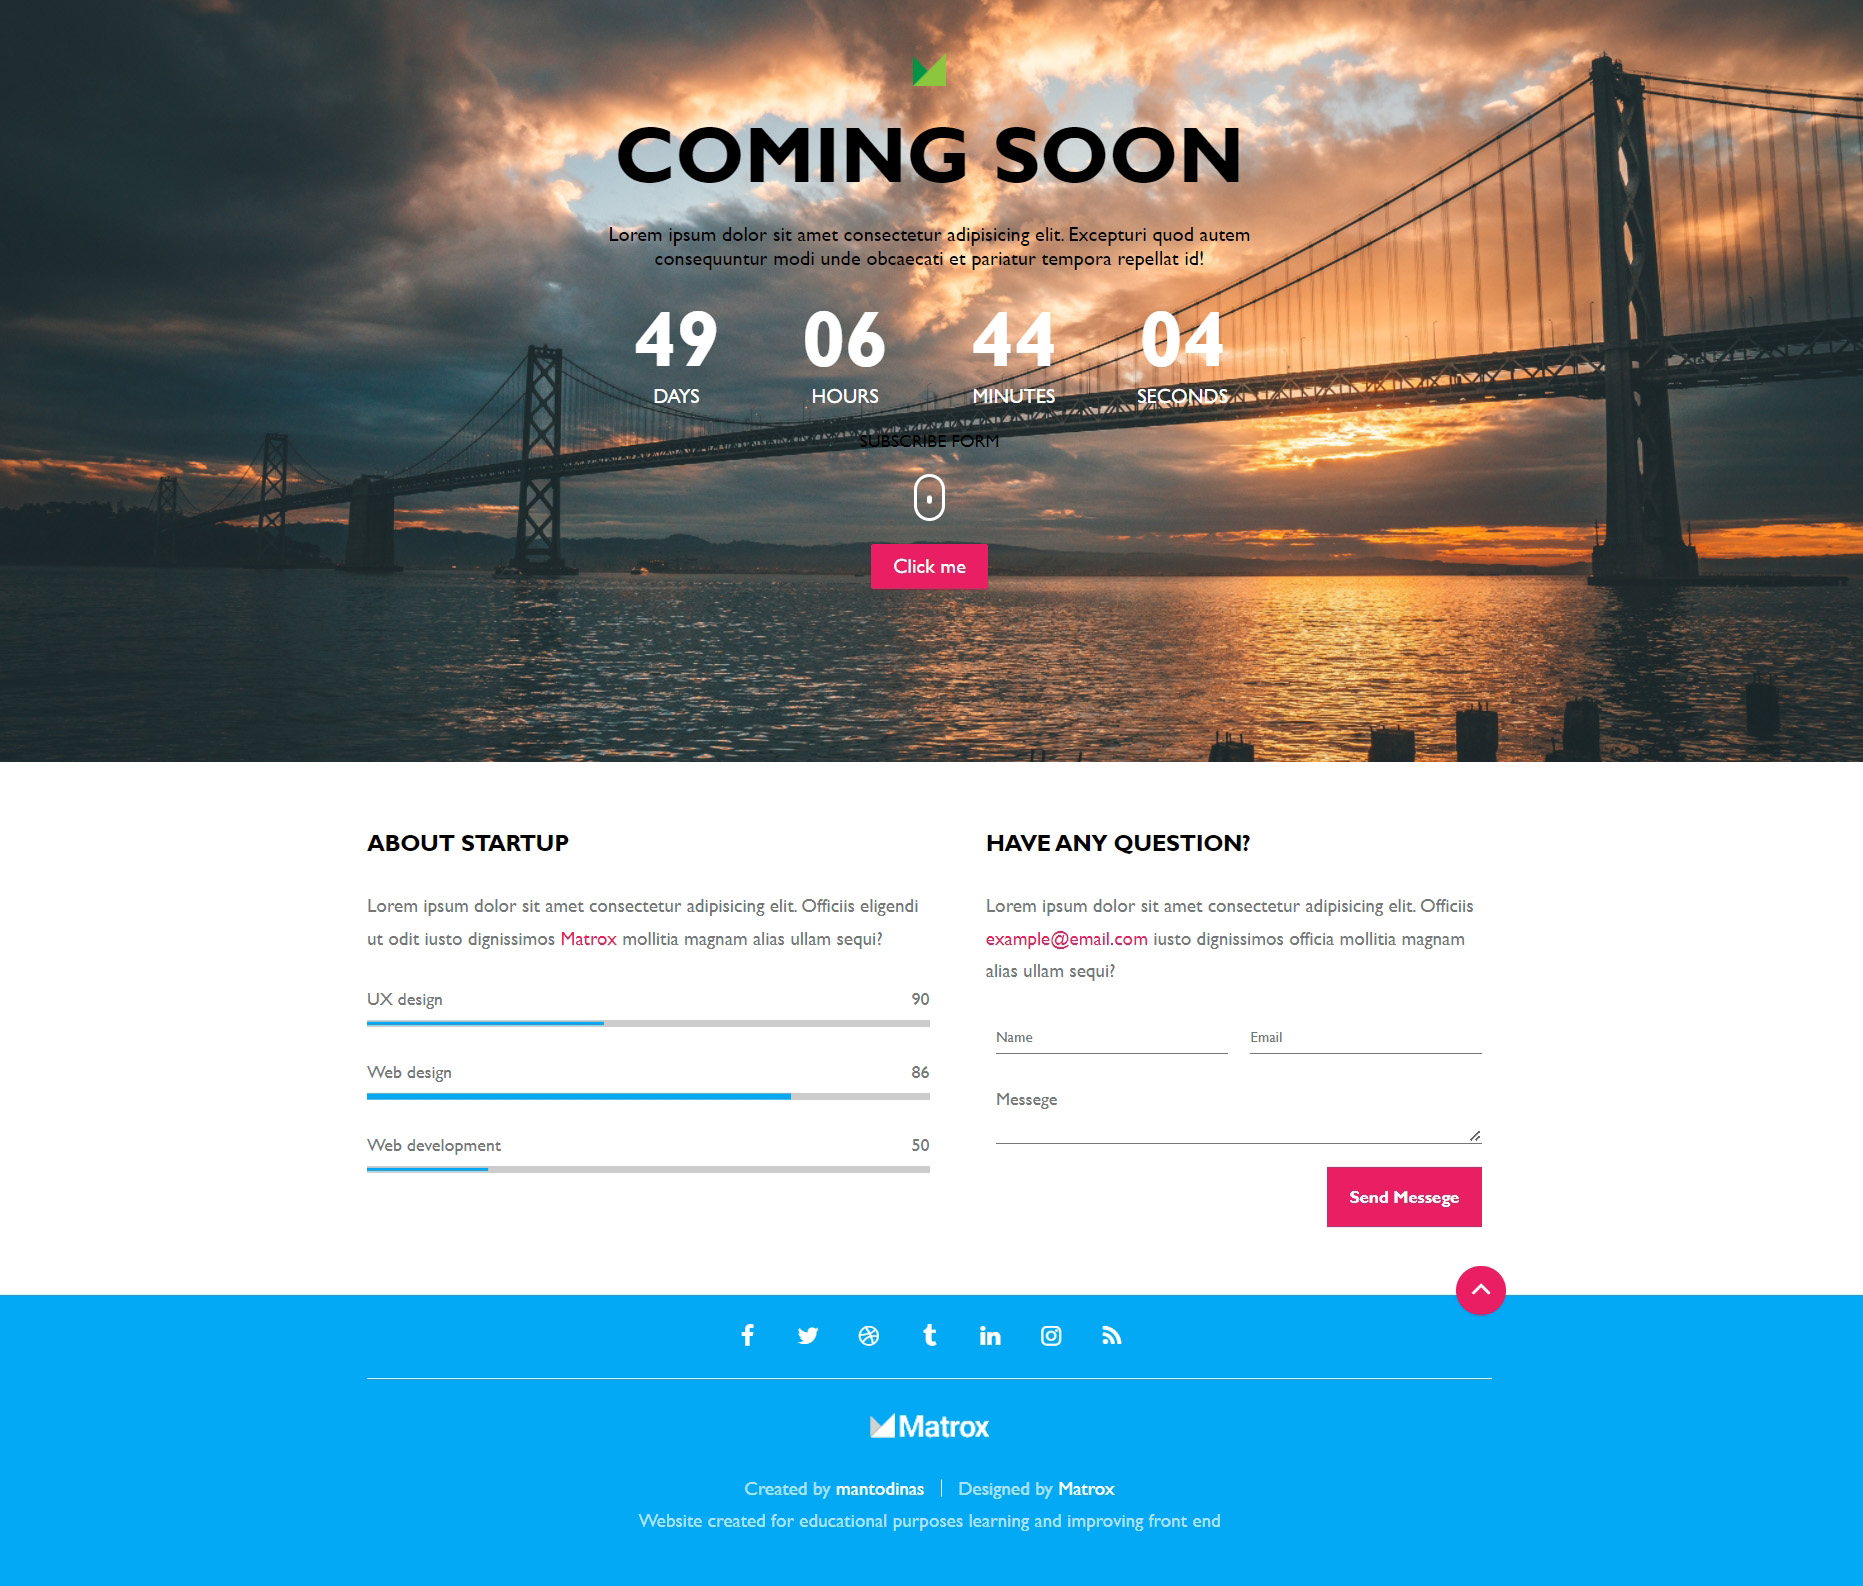 COMING SOON
Lorem ipsum dolor sit amet consectetur adipisicing elit. Excepturi quod autem
consequuntur modi unde obcaecati et pariatur tempora repellat id!
49 06 44 04
DAYS HOURS MINUTES SECONDS
SUBSCRIBE FORM
Click me
ABOUT STARTUP
Lorem ipsum dolor sit amet consectetur adipisicing elit. Officiis eligendi
ut odit iusto dignissimos Matrox mollitia magnam alias ullam sequi?
UX design 90
Web design 86
Web development 50
HAVE ANY QUESTION?
Lorem ipsum dolor sit amet consectetur adipisicing elit. Officiis
example@email.com iusto dignissimos officia mollitia magnam
alias ullam sequi?
Name Email
Messege
Send Messege
Matrox
Created by mantodinas | Designed by Matrox
Website created for educational purposes learning and improving front end